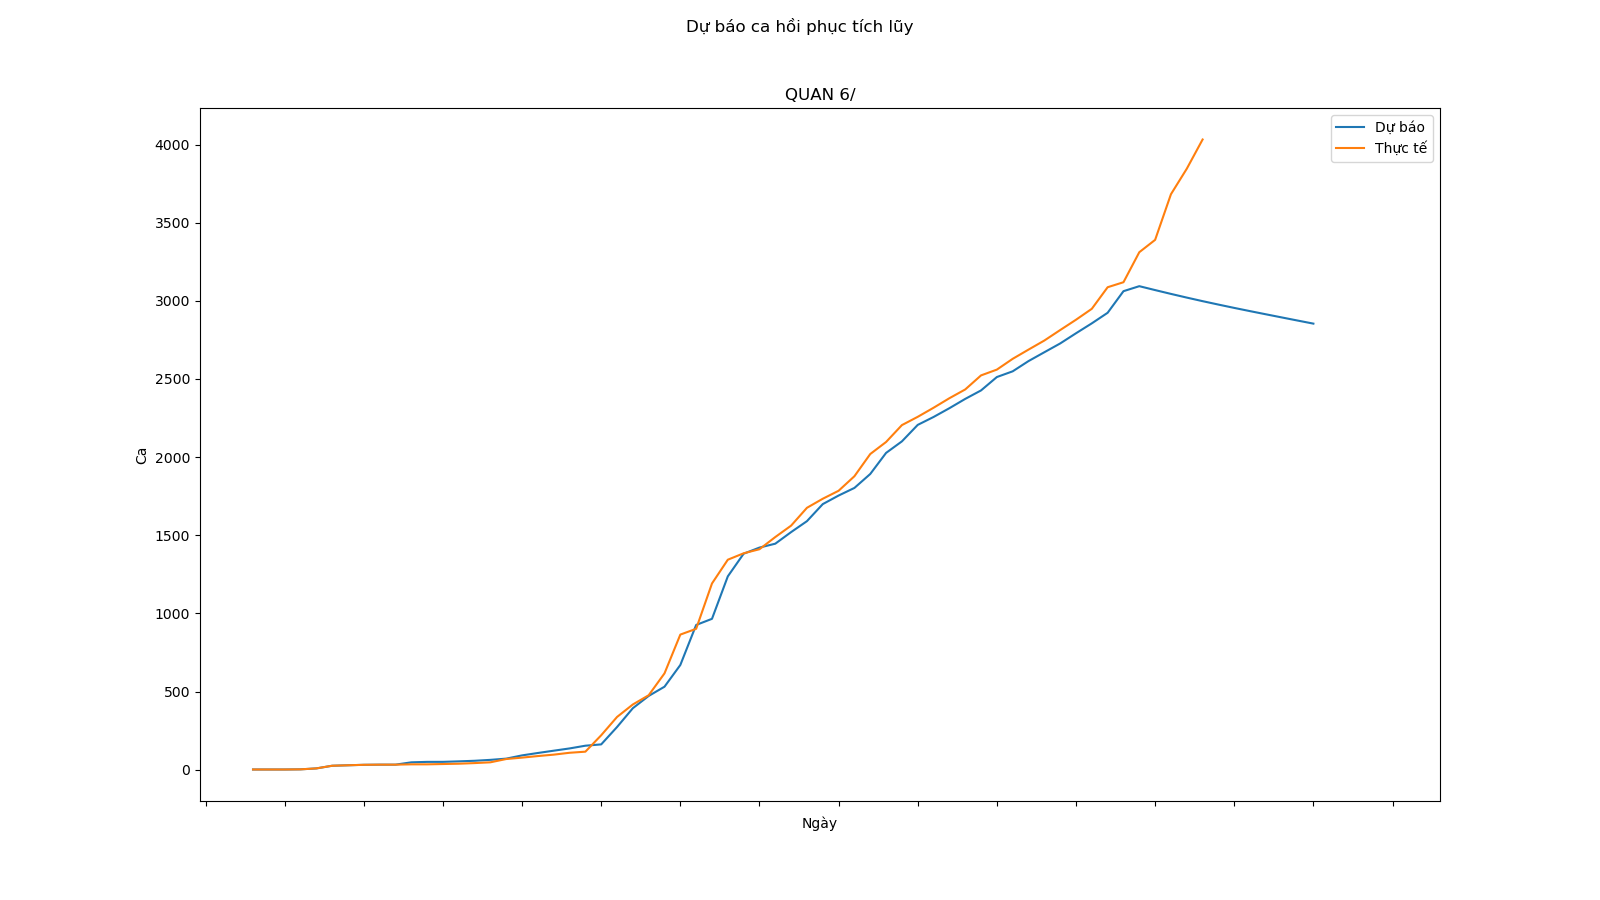 Dự báo ca hồi phục tích lũy
QUAN 6/
Dự báo
Thực tế
4000
3500
3000
2500
2000
1500
1000
500
0
Ca
Ngày